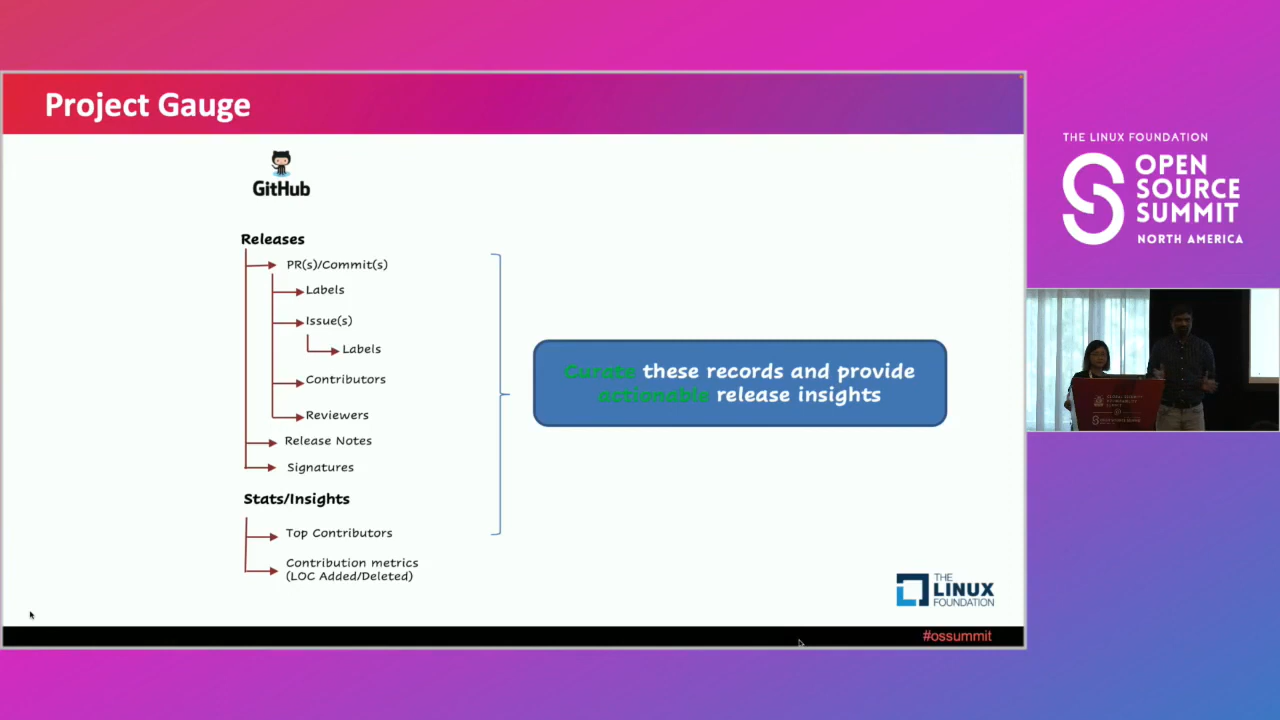 Project Gauge
GitHub
Releases
PR(s)/Commit(s)
Labels
Issue(s)
Labels
Contributors
Reviewers
Release Notes
Signatures
Stats/Insights
Top Contributors
Contribution metrics
(LOC Added/Deleted)
Curate these records and provide
actionable release insights
THE
LINUX
FOUNDATION
#ossummit
THE LINUX FOUNDATION
OPEN
SOURCE
SUMMIT
NORTH AMERICA